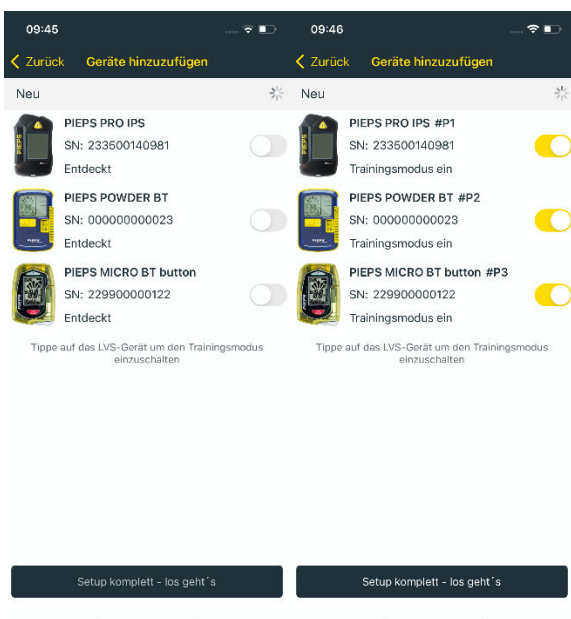 09:45
Zurück Geräte hinzuzufügen
Neu
PIEPS PRO IPS
SN: 233500140981
Entdeckt
PIEPS POWDER BT
SN: 000000000023
Entdeckt
PIEPS MICRO BT button
SN: 229900000122
Entdeckt
Tippe auf das LVS-Gerät um den Trainingsmodus
einzuschalten
Setup komplett - los geht´s
09:46
Zurück Geräte hinzuzufügen
Neu
PIEPS PRO IPS #P1
SN: 233500140981
Trainingsmodus ein
PIEPS POWDER BT #P2
SN: 000000000023
Trainingsmodus ein
PIEPS MICRO BT button #P3
SN: 229900000122
Trainingsmodus ein
Tippe auf das LVS-Gerät um den Trainingsmodus
einzuschalten
Setup komplett - los geht´s